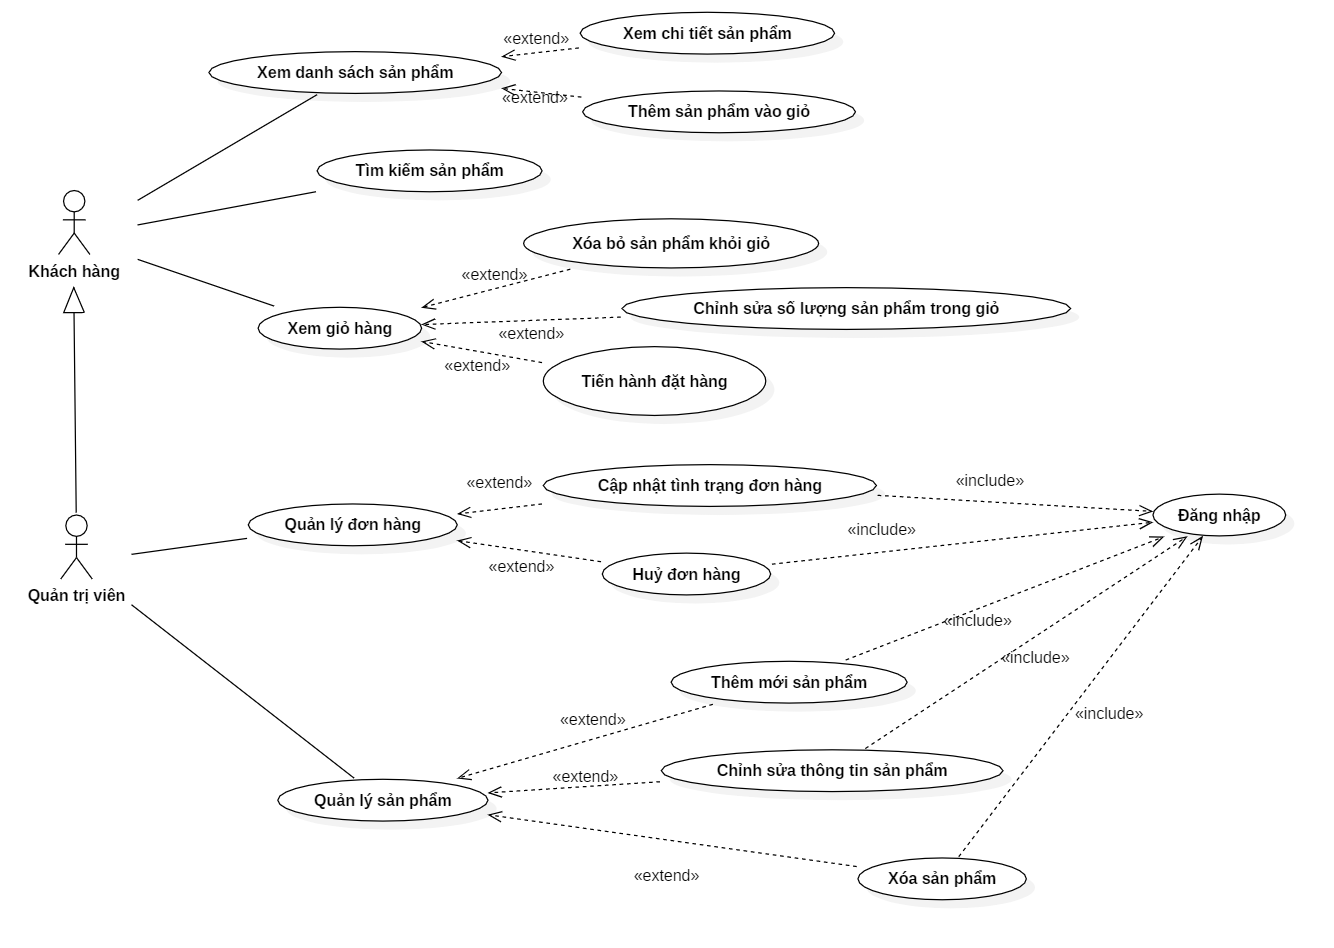 «extend»
Xem chi tiết sản phẩm
Xem danh sách sản phẩm
«extend»
Thêm sản phẩm vào giỏ
Tìm kiếm sản phẩm
Khách hàng
Xóa bỏ sản phẩm khỏi giỏ
«extend»
Chỉnh sửa số lượng sản phẩm trong giỏ
Xem giỏ hàng
«extend»
«extend»
Tiến hành đặt hàng
«extend»
Cập nhật tình trạng đơn hàng
«include»
Quản lý đơn hàng
Đăng nhập
«include»
«extend»
Huỷ đơn hàng
Quản trị viên
«include»
«include»
Thêm mới sản phẩm
«extend»
«include»
«extend»
Chỉnh sửa thông tin sản phẩm
Quản lý sản phẩm
«extend»
Xóa sản phẩm